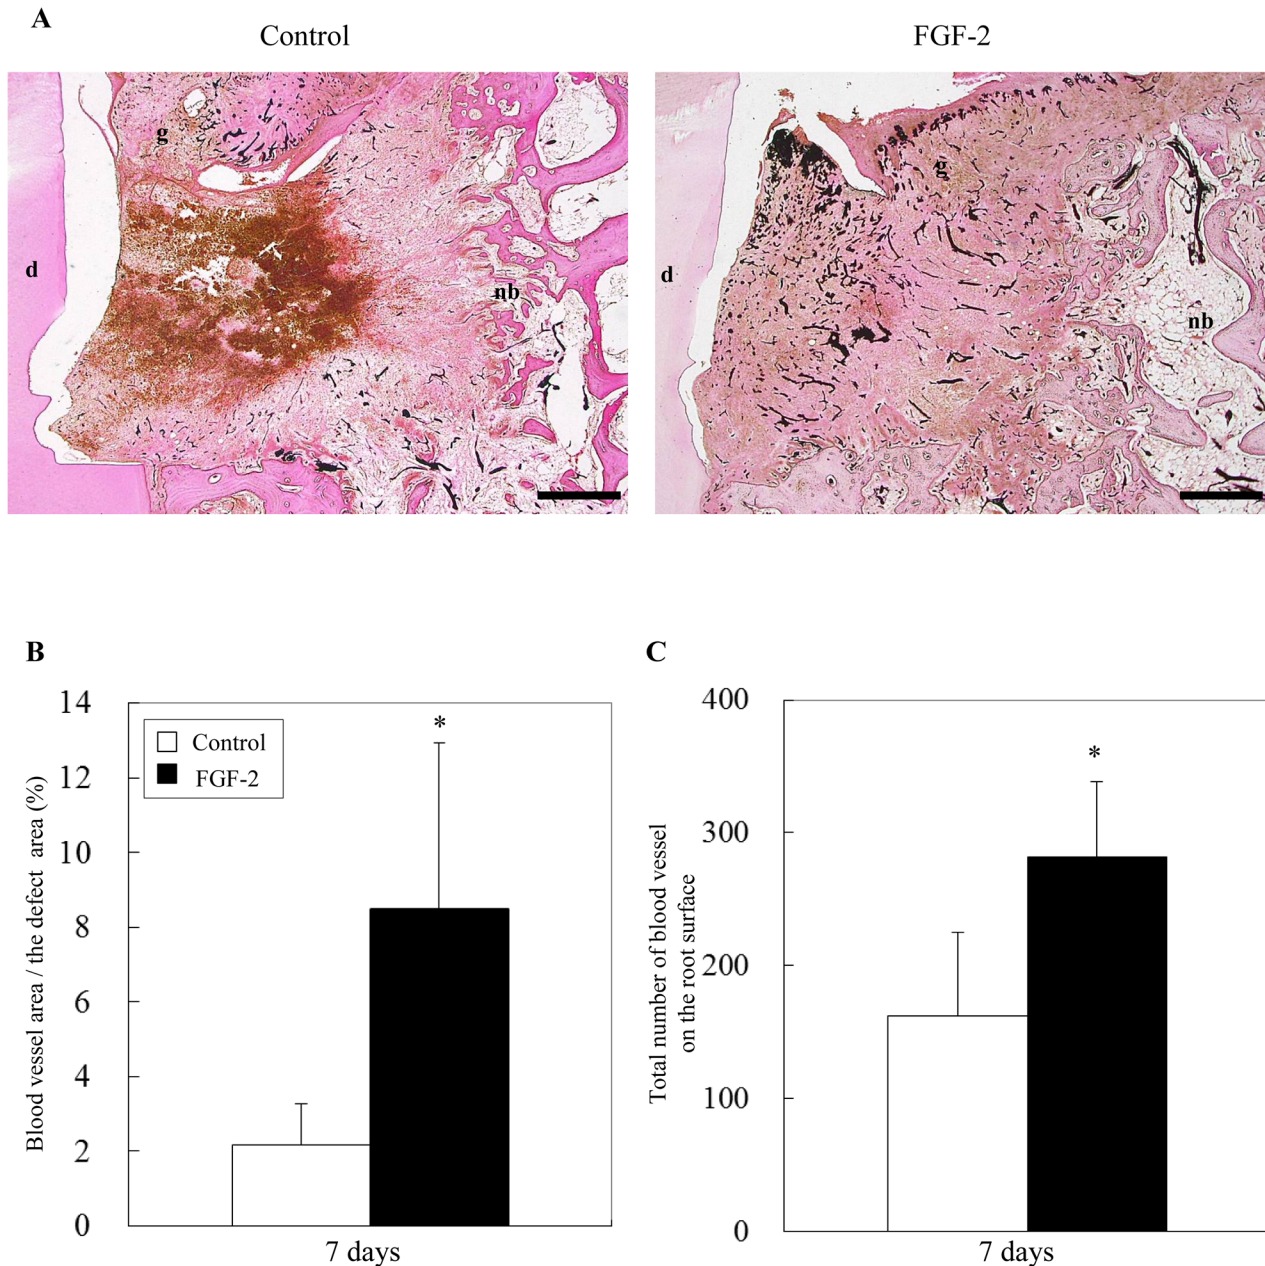 A
Control
FGF-2
g
d
nb
g
d
nb
B
14
12
10
8
6
4
2
0
Blood vessel area / the defect area (%)
Control
FGF-2
*
7 days
C
400
300
200
100
0
Total number of blood vessel
on the root surface
*
7 days